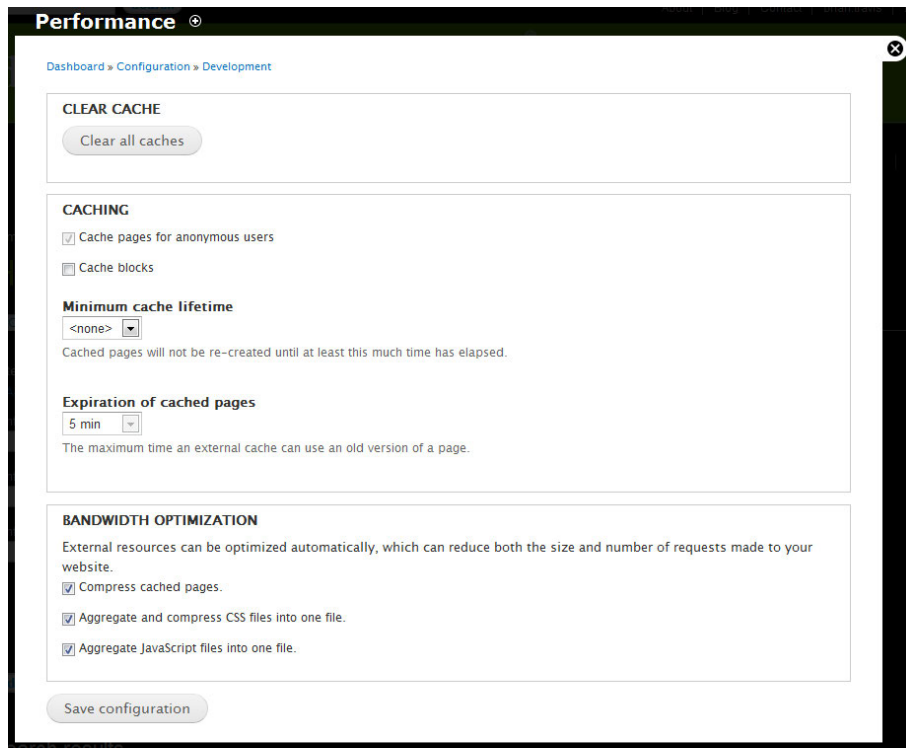 About | Blog | Contact |
Performance
Dashboard » Configuration » Development
CLEAR CACHE
Clear all caches
CACHING
Cache pages for anonymous users
Cache blocks
Minimum cache lifetime
<none>
Cached pages will not be re-created until at least this much time has elapsed.
Expiration of cached pages
5 min
The maximum time an external cache can use an old version of a page.
BANDWIDTH OPTIMIZATION
External resources can be optimized automatically, which can reduce both the size and number of requests made to your
website.
Compress cached pages.
Aggregate and compress CSS files into one file.
Aggregate JavaScript files into one file.
Save configuration